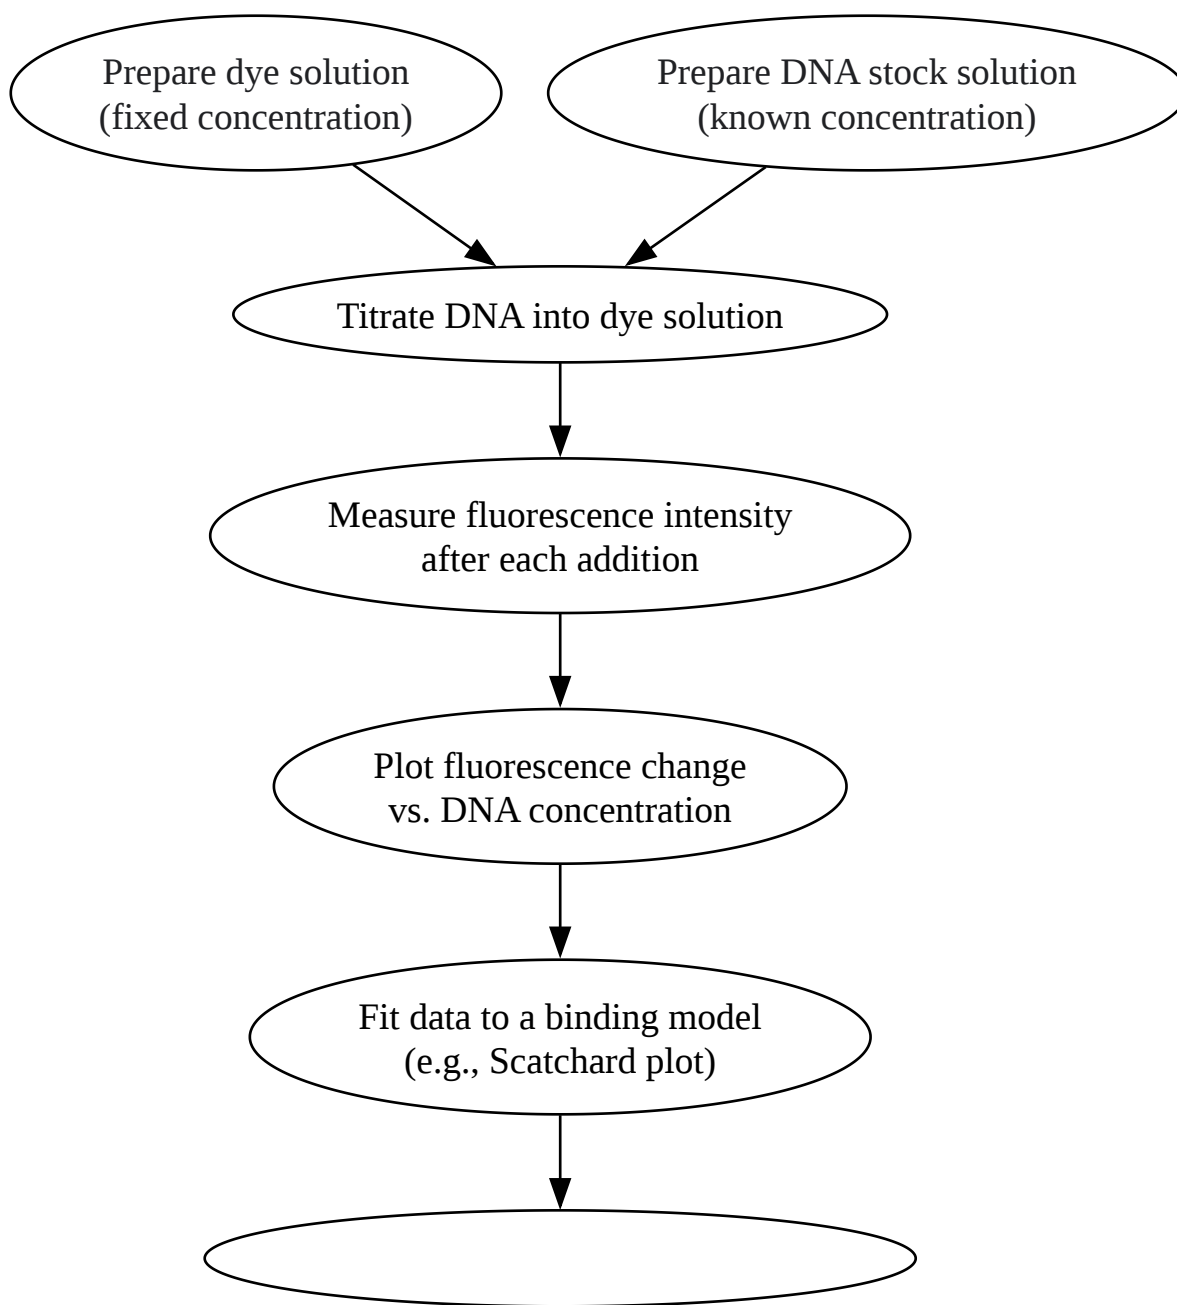 Prepare dye solution
(fixed concentration)
Prepare DNA stock solution
(known concentration)
Titrate DNA into dye solution
Measure fluorescence intensity
after each addition
Plot fluorescence change
vs. DNA concentration
Fit data to a binding model
(e.g., Scatchard plot)